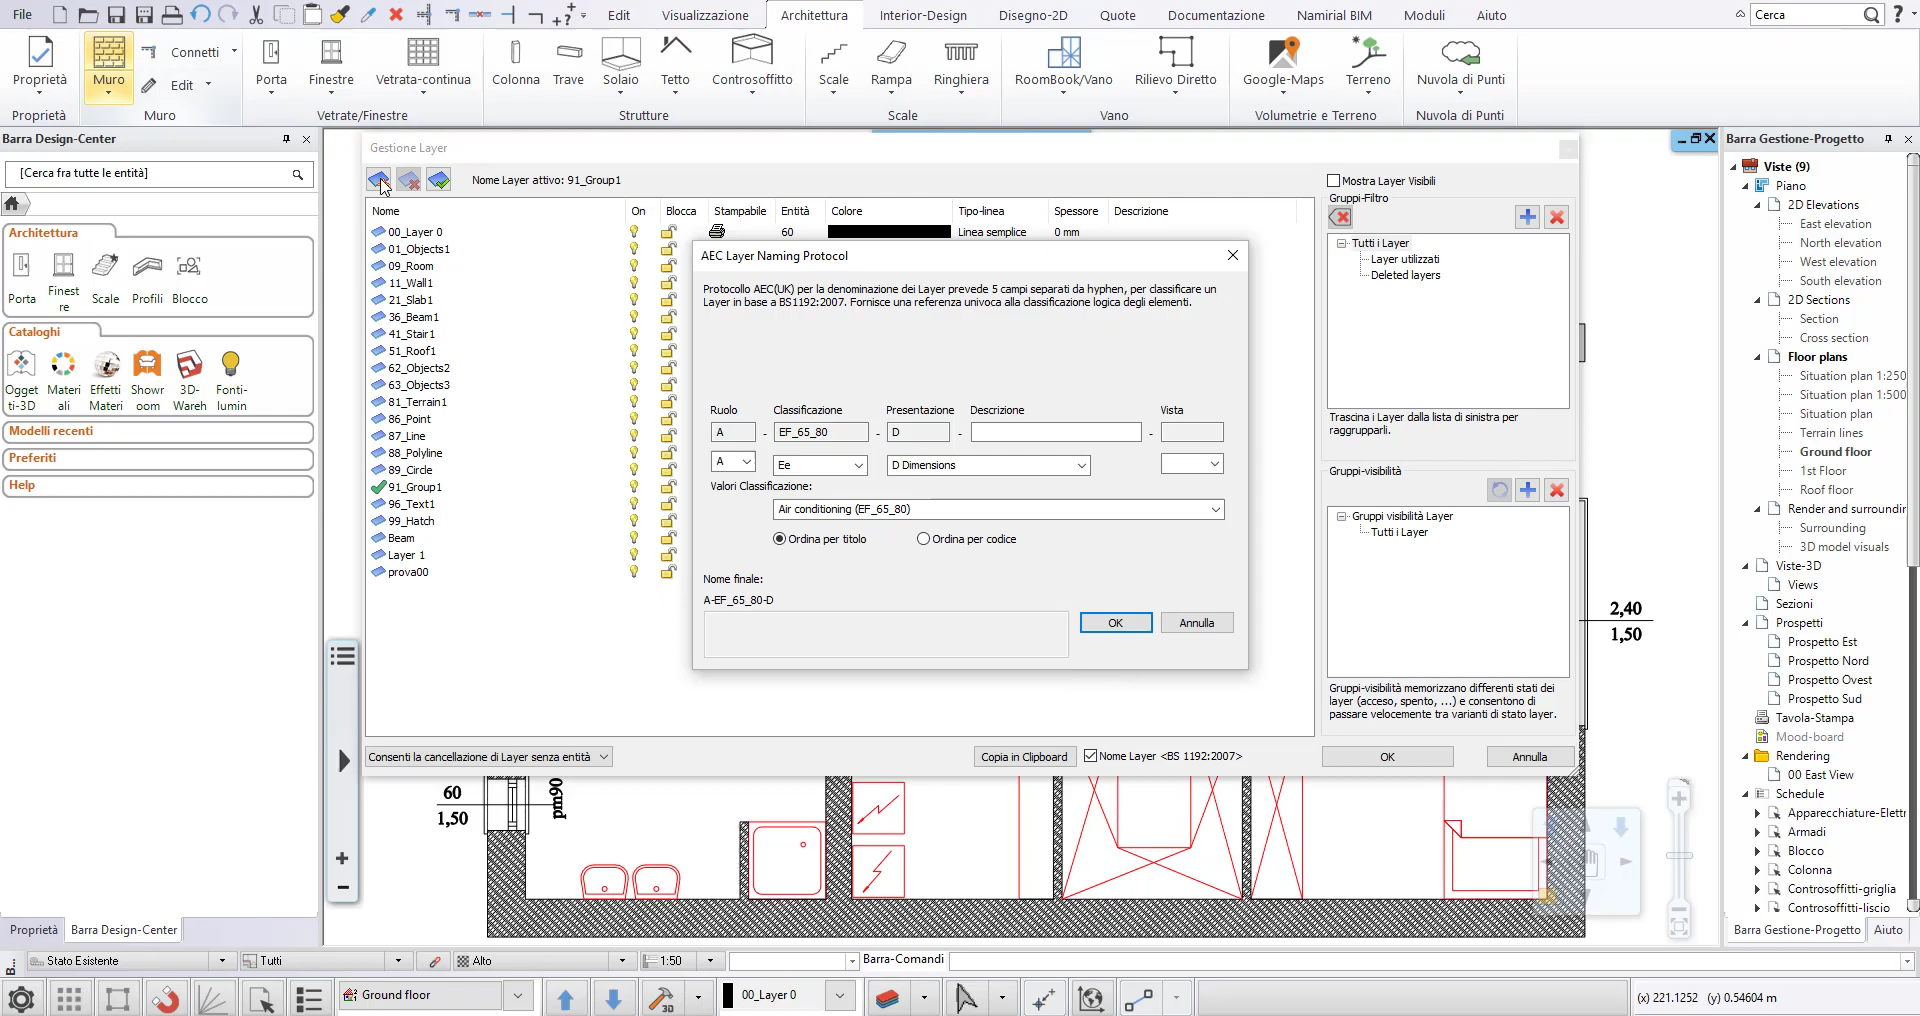 File
Edit
Visualizzazione
Architettura
Interior-Design
Disegno-2D
Quote
Documentazione
Namirial BIM
Moduli
Aiuto
Cerca
Proprietà
Muro
Connetti
Edit
Porta
Finestre
Vetrata-continua
Colonna
Trave
Solaio
Tetto
Controsoffitto
Scale
Rampa
Ringhiera
RoomBook/Vano
Rilievo Diretto
Google-Maps
Terreno
Nuvola di Punti
Proprietà
Muro
Vetrate/Finestre
Strutture
Scale
Vano
Volumetrie e Terreno
Nuvola di Punti
Barra Design-Center
[Cerca fra tutte le entità]
Architettura
Porta
Finest
re
Scale
Profili
Blocco
Cataloghi
Ogget
ti-3D
Materi
ali
Effetti
Materi
Showr
oom
3D-
Wareh
Fonti-
lumin
Modelli recenti
Preferiti
Help
Proprietà
Barra Design-Center
Gestione Layer
Nome Layer attivo: 91_Group1
Nome
On
Blocca
Stampabile
Entità
Colore
Tipo-linea
Spessore
Descrizione
00_Layer 0
60
Linea semplice
0 mm
01_Objects1
09_Room
11_Wall1
21_Slab1
36_Beam1
41_Stair1
51_Roof1
62_Objects2
63_Objects3
81_Terrain1
86_Point
87_Line
88_Polyline
89_Circle
91_Group1
96_Text1
99_Hatch
Beam
Layer 1
prova00
Consenti la cancellazione di Layer senza entità
Copia in Clipboard
Nome Layer <BS 1192:2007>
OK
Annulla
AEC Layer Naming Protocol
Protocollo AEC(UK) per la denominazione dei Layer prevede 5 campi separati da hyphen, per classificare un
Layer in base a BS1192:2007. Fornisce una referenza univoca alla classificazione logica degli elementi.
Ruolo
Classificazione
Presentazione
Descrizione
Vista
A
-
EF_65_80
-
D
-
-
A
Ee
D Dimensions
Valori Classificazione:
Air conditioning (EF_65_80)
Ordina per titolo
Ordina per codice
Nome finale:
A-EF_65_80-D
OK
Annulla
Mostra Layer Visibili
Gruppi-Filtro
Tutti i Layer
Layer utilizzati
Deleted layers
Trascina i Layer dalla lista di sinistra per
raggrupparli.
Gruppi-visibilità
Gruppi visibilità Layer
Tutti i Layer
Gruppi-visibilità memorizzano differenti stati dei
layer (acceso, spento, ...) e consentono di
passare velocemente tra varianti di stato layer.
2,40
1,50
60
1,50
pm90
Barra Gestione-Progetto
Viste (9)
Piano
2D Elevations
East elevation
North elevation
West elevation
South elevation
2D Sections
Section
Cross section
Floor plans
Situation plan 1:250
Situation plan 1:500
Situation plan
Terrain lines
Ground floor
1st Floor
Roof floor
Render and surroundin
Surrounding
3D model visuals
Viste-3D
Views
Sezioni
Prospetti
Prospetto Est
Prospetto Nord
Prospetto Ovest
Prospetto Sud
Tavola-Stampa
Mood-board
Rendering
00 East View
Schedule
Apparecchiature-Elettr
Armadi
Blocco
Colonna
Controsoffitti-griglia
Controsoffitti-liscio
Barra Gestione-Progetto
Aiuto
B...
Stato Esistente
Tutti
Alto
1:50
Barra-Comandi
Ground floor
3D
00_Layer 0
(x) 221.1252
(y) 0.54604 m